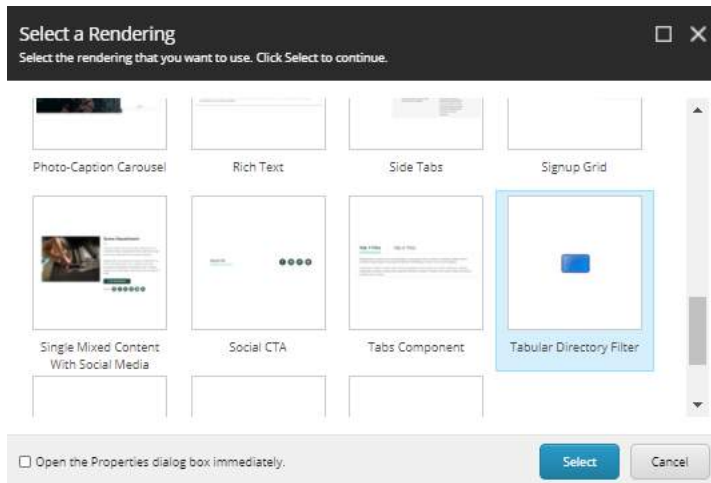 Select a Rendering
Select the rendering that you want to use. Click Select to continue.
Photo-Caption Carousel
Rich Text
Side Tabs
Signup Grid
Single Mixed Content
With Social Media
Social CTA
Tabs Component
Tabular Directory Filter
Open the Properties dialog box immediately.
Select
Cancel